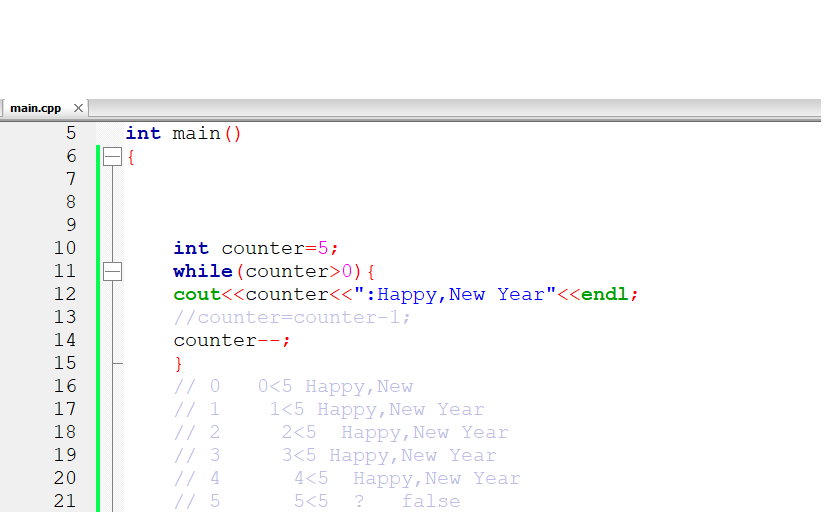 main.cpp
5 int main()
6 {
7
8
9
10 int counter=5;
11 while(counter>0){
12 cout<<counter<<":Happy,New Year"<<endl;
13 //counter=counter-1;
14 counter--;
15 }
16 // 0 0<5 Happy,New
17 // 1 1<5 Happy,New Year
18 // 2 2<5 Happy,New Year
19 // 3 3<5 Happy,New Year
20 // 4 4<5 Happy,New Year
21 // 5 5<5 ? false